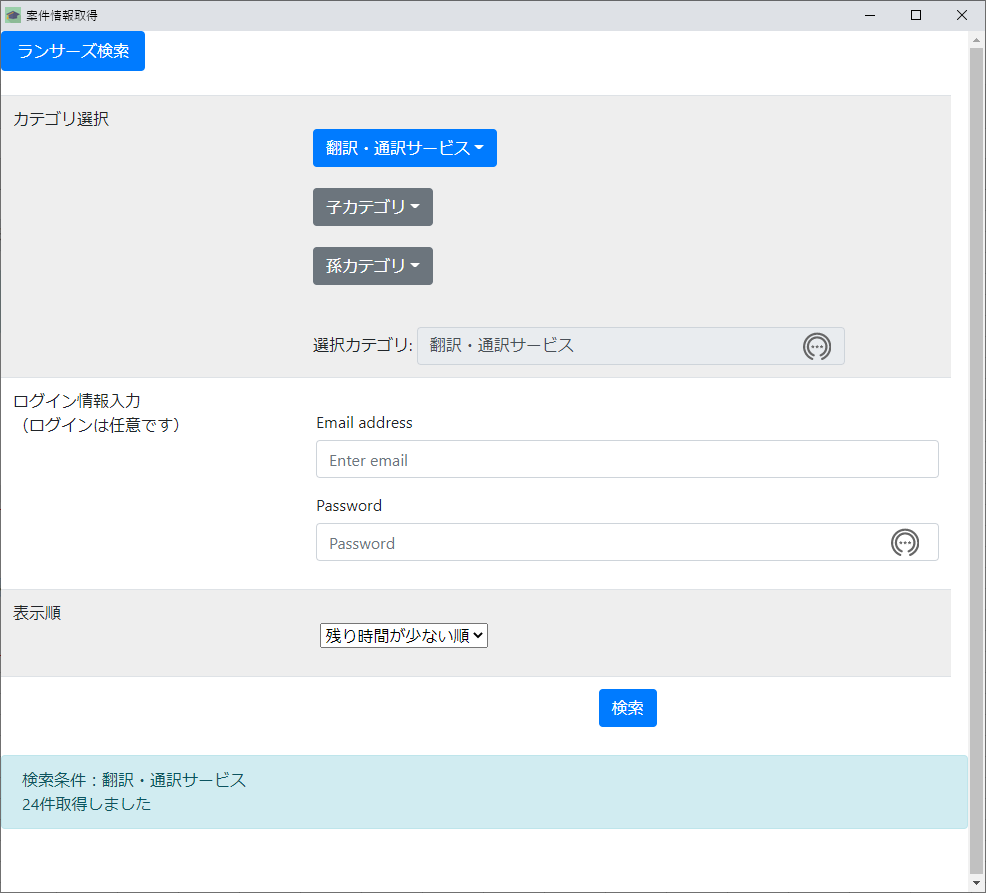 案件情報取得
ランサーズ検索
カテゴリ選択
翻訳・通訳サービス
子カテゴリ
孫カテゴリ
選択カテゴリ: 翻訳・通訳サービス
ログイン情報入力
（ログインは任意です）
Email address
Enter email
Password
Password
表示順
残り時間が少ない順
検索
検索条件：翻訳・通訳サービス
24件取得しました